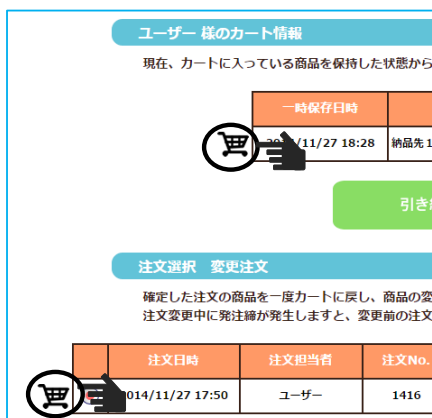 ユーザー 様のカート情報
現在、カートに入っている商品を保持した状態から
一時保存日時
/11/27 18:28 納品先1
引き
注文選択 変更注文
確定した注文の商品を一度カートに戻し、商品の変
注文変更中に発注締が発生しますと、変更前の注文
注文日時 注文担当者 注文No.
014/11/27 17:50 ユーザー 1416